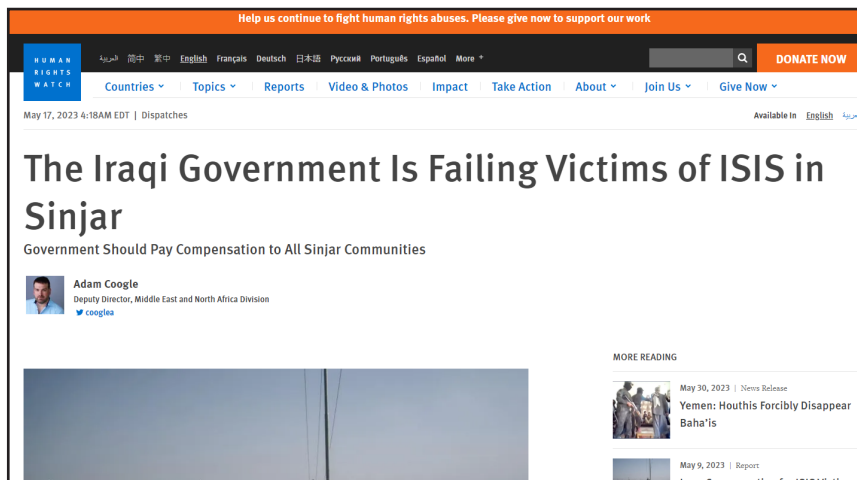 Help us continue to fight human rights abuses. Please give now to support our work
HUMAN
RIGHTS
WATCH
العربية 简中 繁中 English Français Deutsch 日本語 Русский Português Español More +
DONATE NOW
Countries Topics Reports Video & Photos Impact Take Action About Join Us Give Now
May 17, 2023 4:18AM EDT | Dispatches
Available In English العربية
The Iraqi Government Is Failing Victims of ISIS in
Sinjar
Government Should Pay Compensation to All Sinjar Communities
Adam Coogle
Deputy Director, Middle East and North Africa Division
cooglea
MORE READING
May 30, 2023 | News Release
Yemen: Houthis Forcibly Disappear
Baha'is
May 9, 2023 | Report